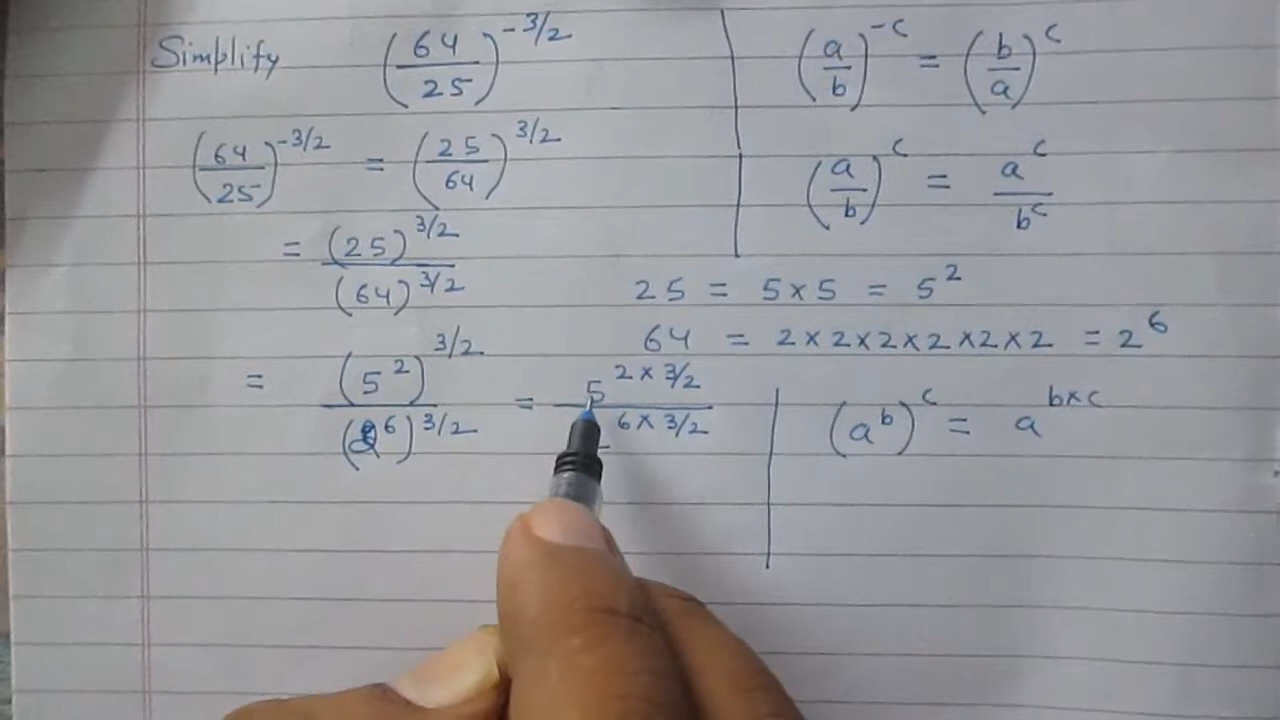 Simplify (64/25)^-3/2
(a/b)^-c = (b/a)^c
(64/25)^-3/2 = (25/64)^3/2
(a/b)^c = a^c/b^c
= (25)^3/2/(64)^3/2
25 = 5×5 = 5^2
64 = 2×2×2×2×2×2 = 2^6
= (5^2)^3/2/(2^6)^3/2 = 5^2×3/2/^6×3/2
(a^b)^c = a^b×c